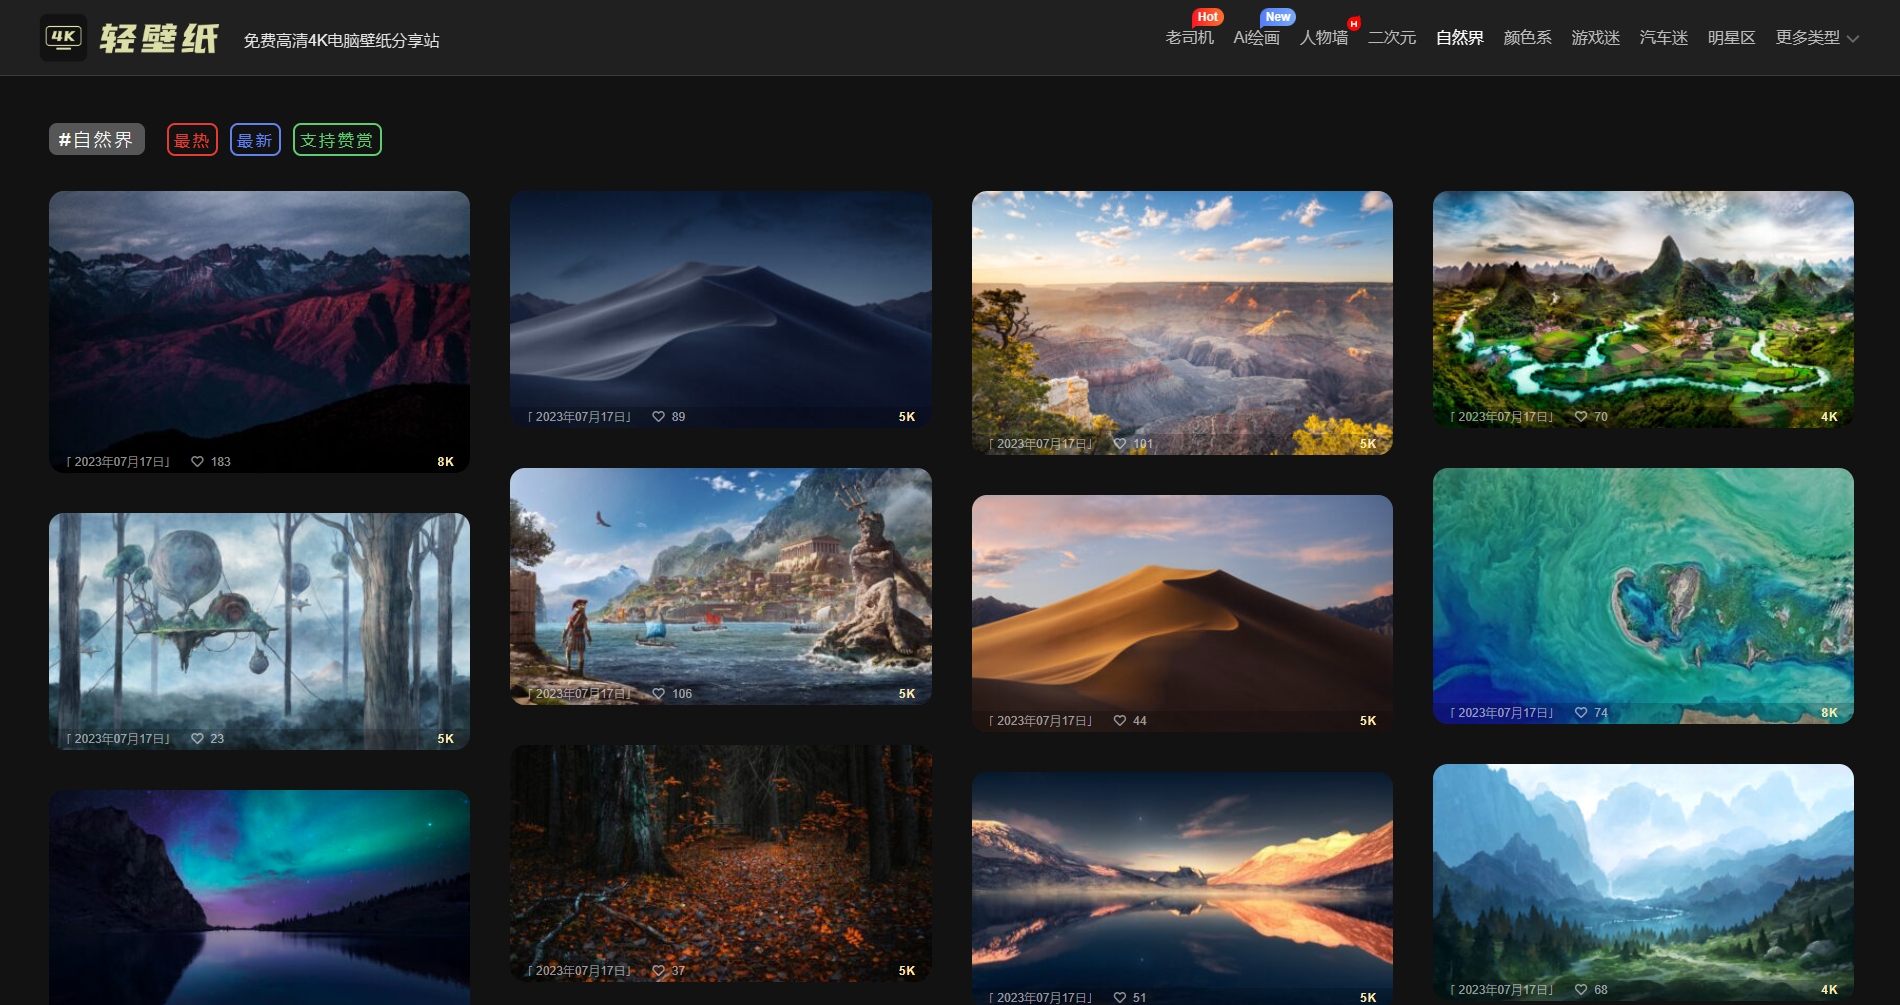 4K 轻壁纸 免费高清4K电脑壁纸分享站
老司机 Hot Ai绘画 New 人物墙 H 二次元 自然界 颜色系 游戏迷 汽车迷 明星区 更多类型
#自然界 最热 最新 支持赞赏
「 2023年07月17日」 183 8K
「 2023年07月17日」 89 5K
「 2023年07月17日」 101 5K
「 2023年07月17日」 70 4K
「 2023年07月17日」 23 5K
「 2023年07月17日」 106 5K
「 2023年07月17日」 44 5K
「 2023年07月17日」 74 8K
「 2023年07月17日」 37 5K
「 2023年07月17日」 51 5K
「 2023年07月17日」 68 4K